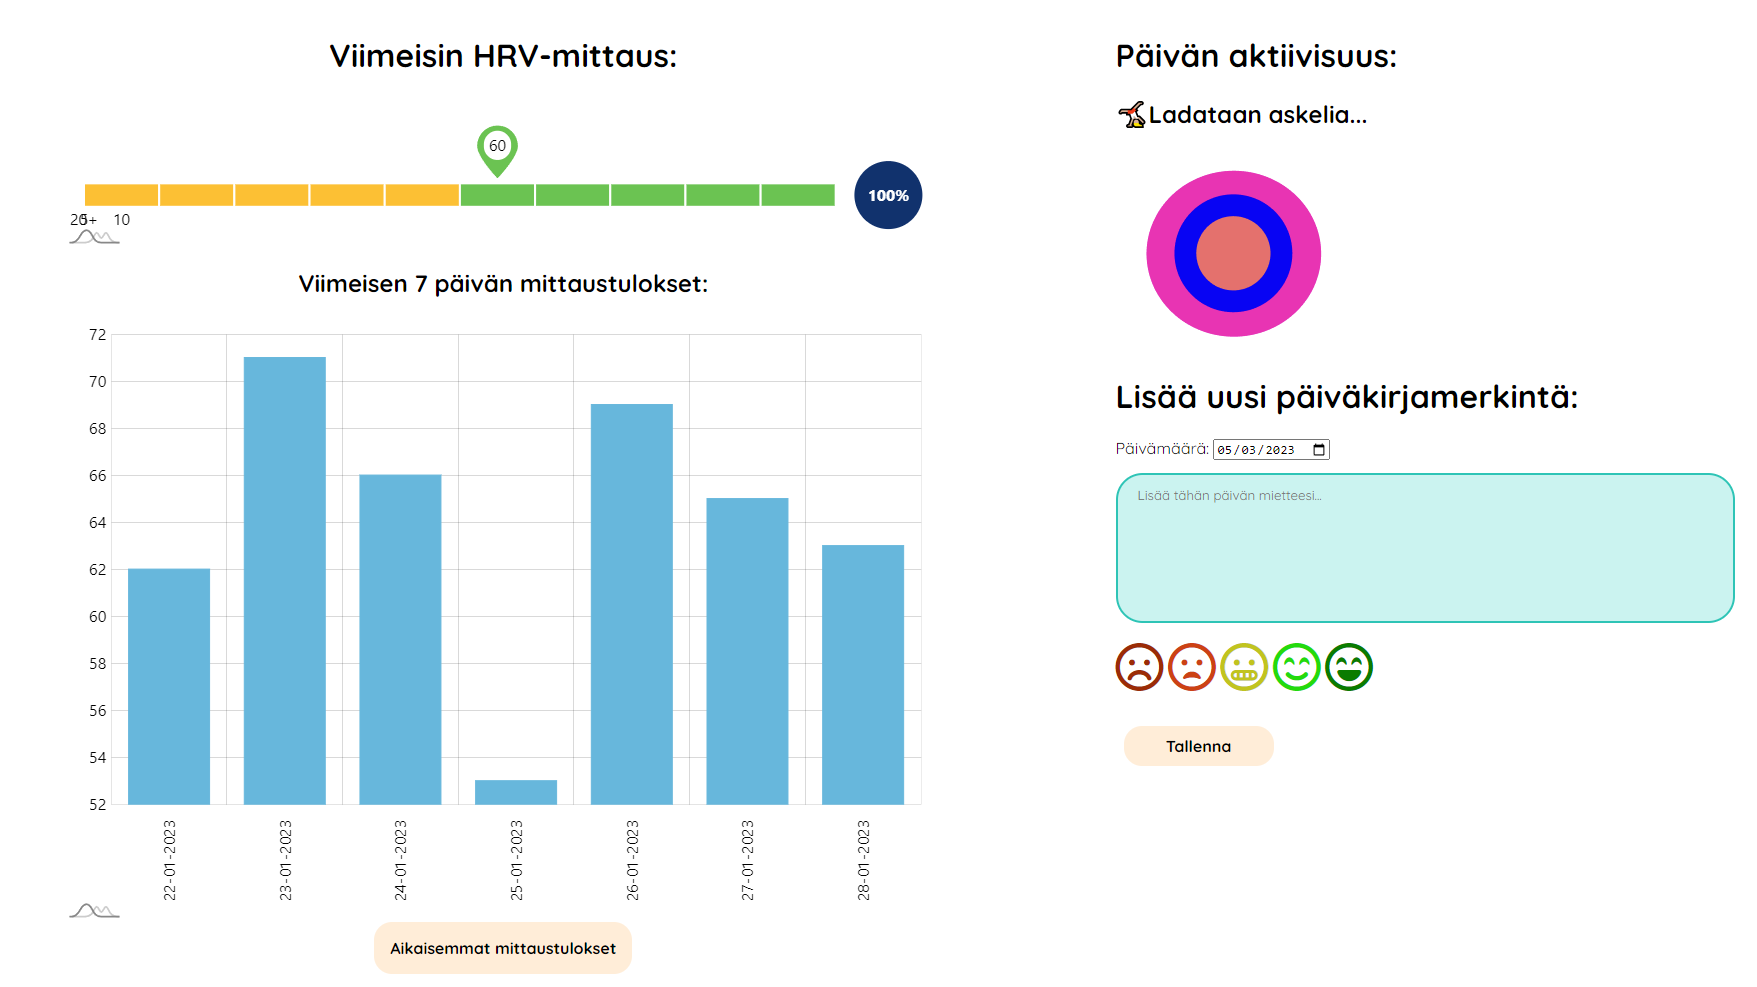 Viimeisin HRV-mittaus:
60
100%
10
Viimeisen 7 päivän mittaustulokset:
72
70
68
66
64
62
60
58
56
54
52
22-01-2023
23-01-2023
24-01-2023
25-01-2023
26-01-2023
27-01-2023
28-01-2023
Aikaisemmat mittaustulokset
Päivän aktiivisuus:
Ladataan askelia...
Lisää uusi päiväkirjamerkintä:
Päivämäärä: 05/03/2023
Lisää tähän päivän mietteesi...
Tallenna